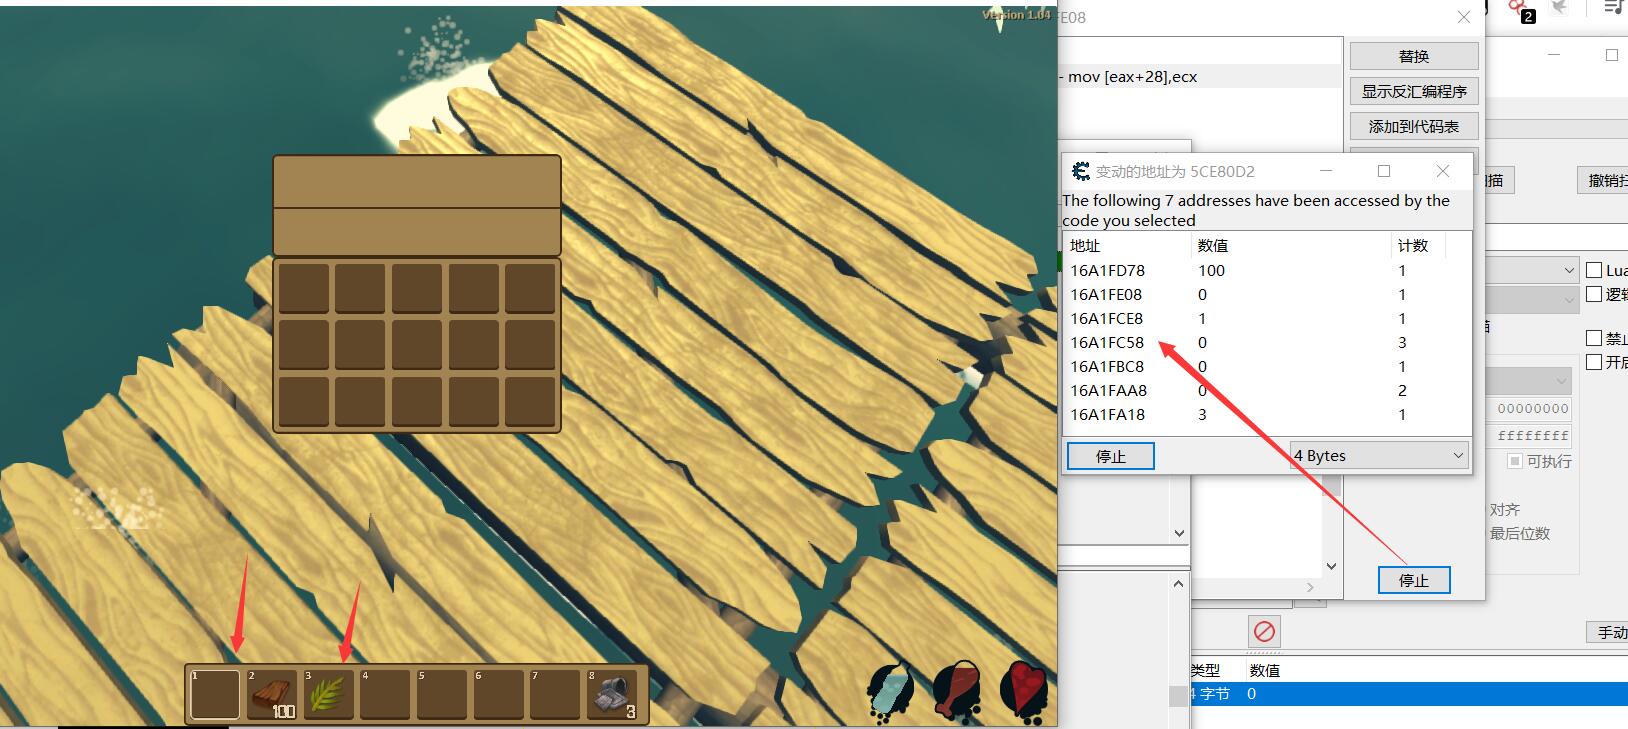 Version 1.04
FE08
2
- mov [eax+28],ecx
替换
显示反汇编程序
添加到代码表
变动的地址为 5CE80D2
The following 7 addresses have been accessed by the
code you selected
地址 数值 计数
16A1FD78 100 1
16A1FE08 0 1
16A1FCE8 1 1
16A1FC58 0 3
16A1FBC8 0 1
16A1FAA8 0 2
16A1FA18 3 1
停止 4 Bytes
描 撤销扫
Lua
逻辑
禁止
开启
00000000
ffffffff
可执行
对齐
最后位数
停止
手动
类型 数值
4 字节 0
1 2 3 4 5 6 7 8
100 3